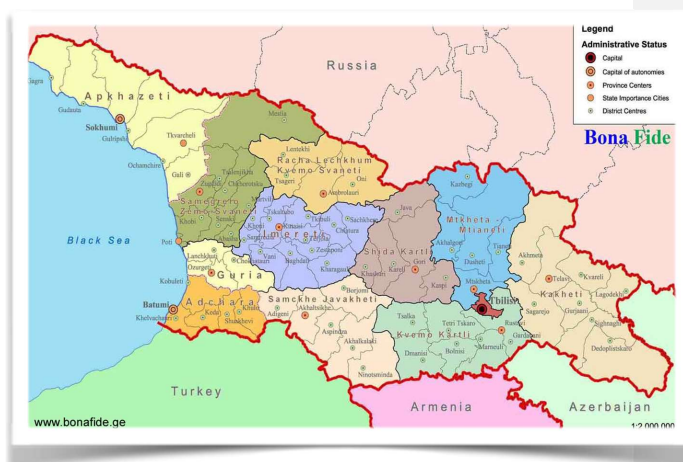 Legend
Administrative Status
Capital
Capital of autonomies
Province Centers
State Importance Cities
District Centres
Bona Fide
Russia
Apkhazeti
Gagra
Gudauta
Sokhumi
Gulripshi
Tkvarcheli
Ochamchire
Gali
Mestia
Racha Lechkhum
Kvemo Svaneti
Lentekhi
Tsageri
Oni
Ambrolauri
Zugdidi
Tsalenjikha
Chkhorotsku
Samegrelo
Zemo Svaneti
Martvili
Khobi
Senaki
Abasha
Poti
Imereti
Tskaltubo
Kutaisi
Tkibuli
Sachkhere
Chiatura
Samtredia
Terjola
Zestaponi
Vani
Baghdati
Kharagauli
Black Sea
Lanchkhuti
Ozurgeti
Chokhatauri
Guria
Kobuleti
Batumi
Adchara
Keda
Khulo
Shuakhevi
Khelvachauri
Samckhe Javakheti
Borjomi
Akhaltsikhe
Adigeni
Aspindza
Akhalkalaki
Ninotsminda
Shida Kartli
Java
Gori
Kareli
Khashuri
Kaspi
Kazbegi
Mtkheta -
Mtianeti
Akhalgori
Tianeti
Dusheti
Mtskheta
Tbilisi
Kvemo Kartli
Tsalka
Tetri Tskaro
Rustavi
Gardabani
Dmanisi
Bolnisi
Marneuli
Kakheti
Akhmeta
Telavi
Kvareli
Lagodekhi
Sagarejo
Gurjaani
Sighnaghi
Dedoplistskaro
Turkey
Armenia
Azerbaijan
www.bonafide.ge
1:2 000 000